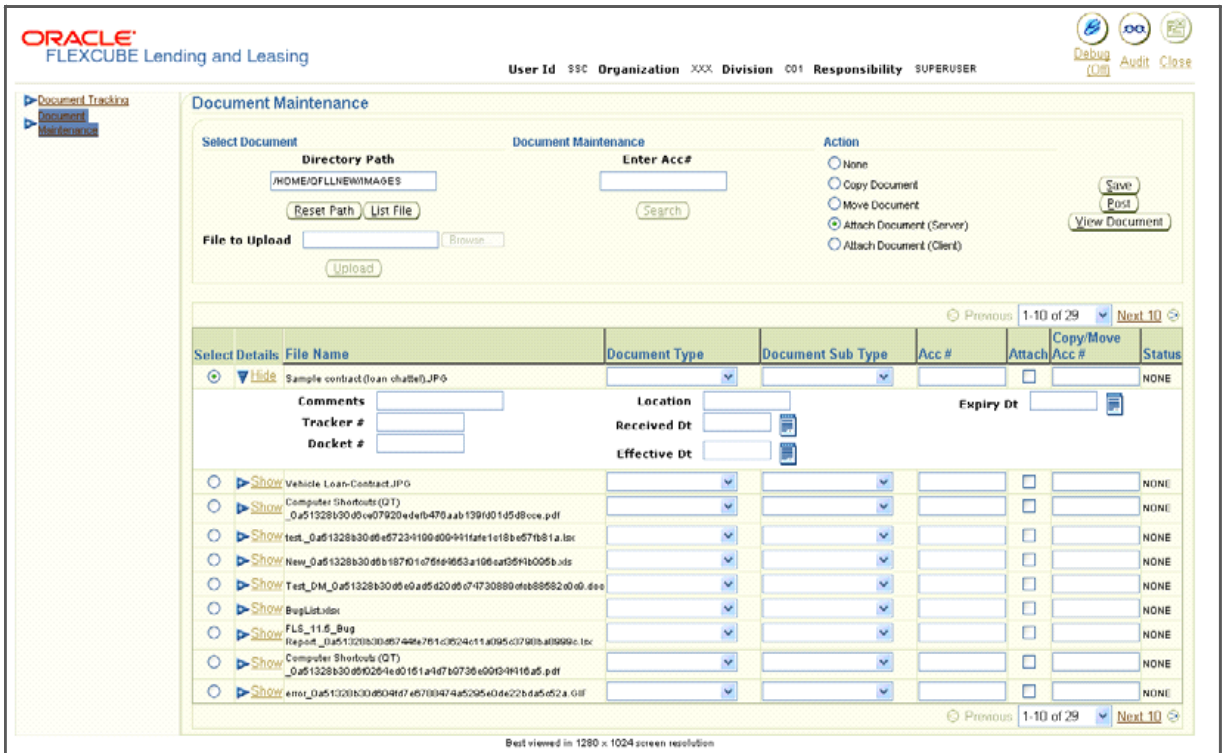 ORACLE
FLEXCUBE Lending and Leasing
User Id SSC Organization XXX Division C01 Responsibility SUPERUSER
Debug (Off) Audit Close
Document Tracking
Document Maintenance
Document Maintenance
Select Document
Directory Path
/HOME/OFLLNEW/IMAGES
Reset Path List File
File to Upload Browse...
Upload
Document Maintenance
Enter Acc#
Search
Action
None
Copy Document
Move Document
Attach Document (Server)
Attach Document (Client)
Save
Post
View Document
Previous 1-10 of 29 Next 10
Select Details File Name Document Type Document Sub Type Acc # Attach Copy/Move Acc # Status
Hide Sample contract (loan chattel).JPG NONE
Comments Location Expiry Dt
Tracker # Received Dt
Docket # Effective Dt
Show Vehicle Loan-Contract.JPG NONE
Show Computer Shortcuts (QT) NONE
Show NONE
Show NONE
Show NONE
Show BugList.xlsx NONE
Show FLS_11.5_Bug NONE
Show Computer Shortcuts (QT) NONE
Show NONE
Previous 1-10 of 29 Next 10
Best viewed in 1280 x 1024 screen resolution